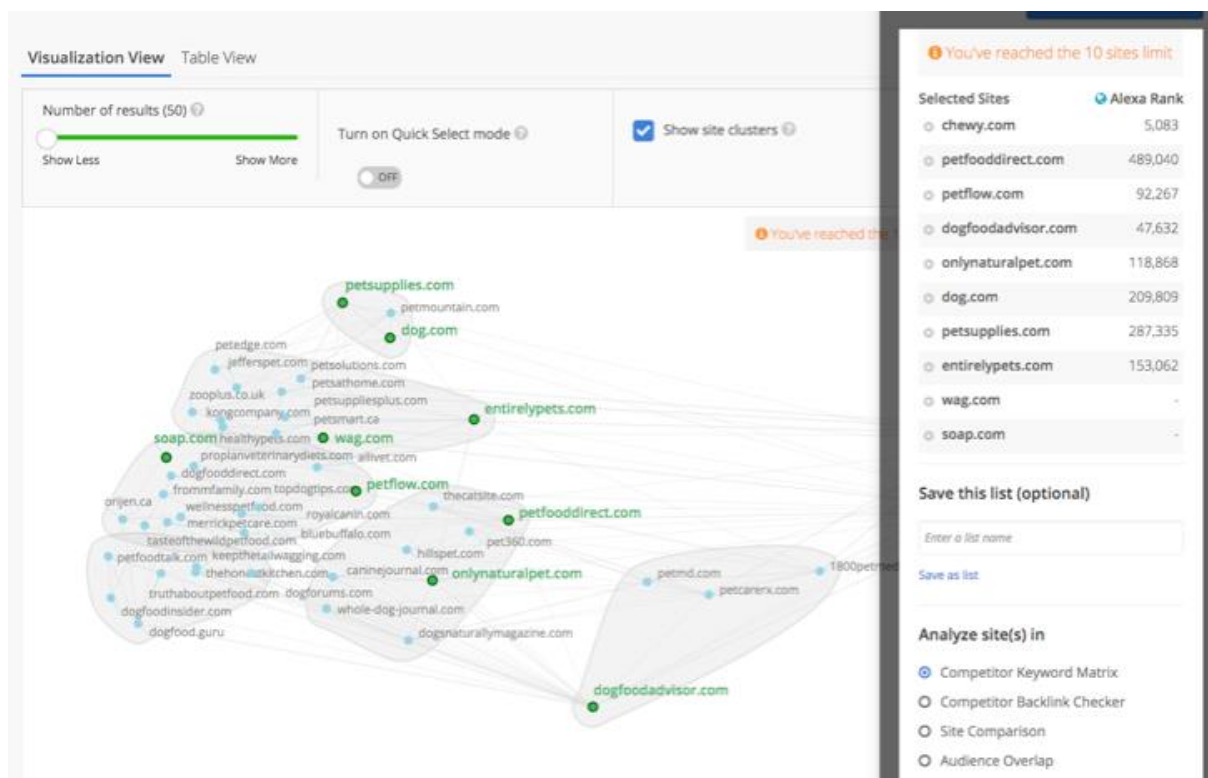 Visualization View Table View
Number of results (50)
Show Less Show More
Turn on Quick Select mode
OFF
Show site clusters
You've reached the
petsupplies.com
petmountain.com
dog.com
petedge.com
jefferspet.com petsolutions.com
petsathome.com
zooplus.co.uk petsuppliesplus.com
entirelypets.com
kongcompany.com petsmart.ca
soap.com healthypets.com wag.com
proplanveterinarydiets.com allivet.com
dogfooddirect.com
frommfamily.com topdogtips.com petflow.com
thecatsite.com
orijen.ca wellnesspetfood.com royalcanin.com petfooddirect.com
merrickpetcare.com
tasteofthewildpetfood.com bluebuffalo.com pet360.com
petfoodtalk.com keepthetailwagging.com hillspet.com
thehonestkitchen.com caninejournal.com onlynaturalpet.com petmd.com 1800petmed
truthaboutpetfood.com dogforums.com petcarerx.com
dogfoodinsider.com whole-dog-journal.com
dogfood.guru dogsnaturallymagazine.com
dogfoodadvisor.com
You've reached the 10 sites limit
Selected Sites Alexa Rank
chewy.com 5,083
petfooddirect.com 489,040
petflow.com 92,267
dogfoodadvisor.com 47,632
onlynaturalpet.com 118,868
dog.com 209,809
petsupplies.com 287,335
entirelypets.com 153,062
wag.com -
soap.com -
Save this list (optional)
Enter a list name
Save as list
Analyze site(s) in
Competitor Keyword Matrix
Competitor Backlink Checker
Site Comparison
Audience Overlap